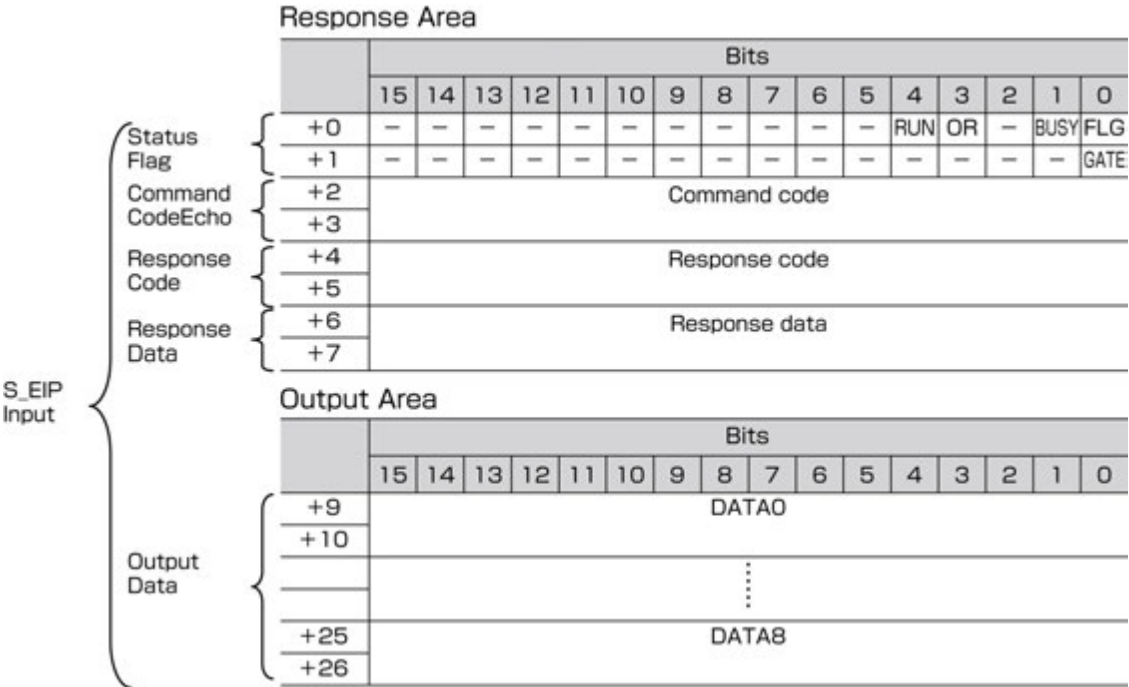 Response Area
Bits
15 14 13 12 11 10 9 8 7 6 5 4 3 2 1 0
Status Flag
+0 – – – – – – – – – – – RUN OR – BUSY FLG
+1 – – – – – – – – – – – – – – – GATE
Command CodeEcho
+2 Command code
+3
Response Code
+4 Response code
+5
Response Data
+6 Response data
+7
S_EIP Input
Output Area
Bits
15 14 13 12 11 10 9 8 7 6 5 4 3 2 1 0
+9 DATA0
+10
Output Data
+25 DATA8
+26